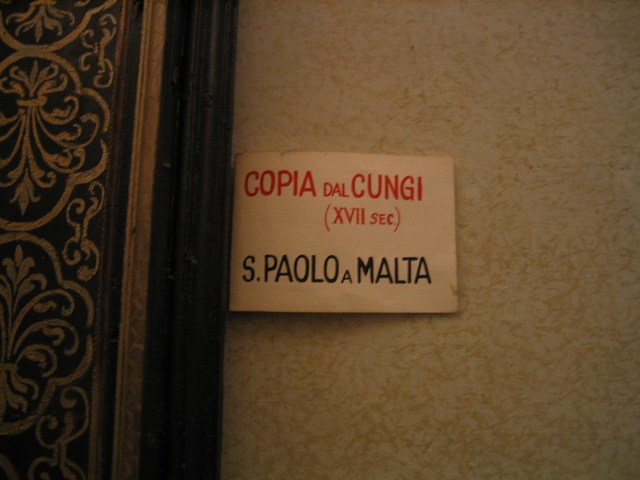 COPIA DAL CUNGI
(XVII SEC)
S. PAOLO A MALTA